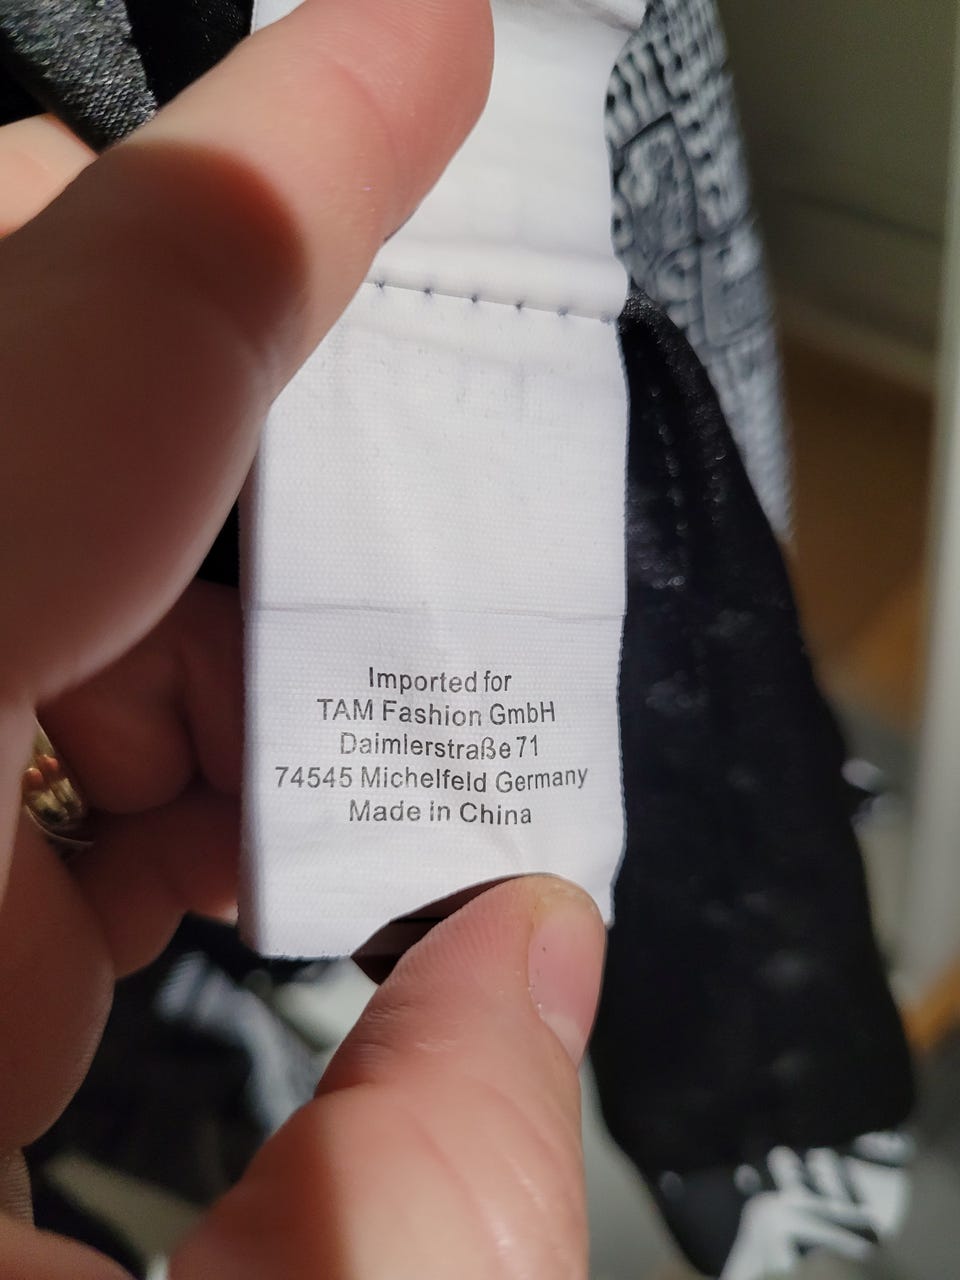 Imported for
TAM Fashion GmbH
Daimlerstraße 71
74545 Michelfeld Germany
Made in China